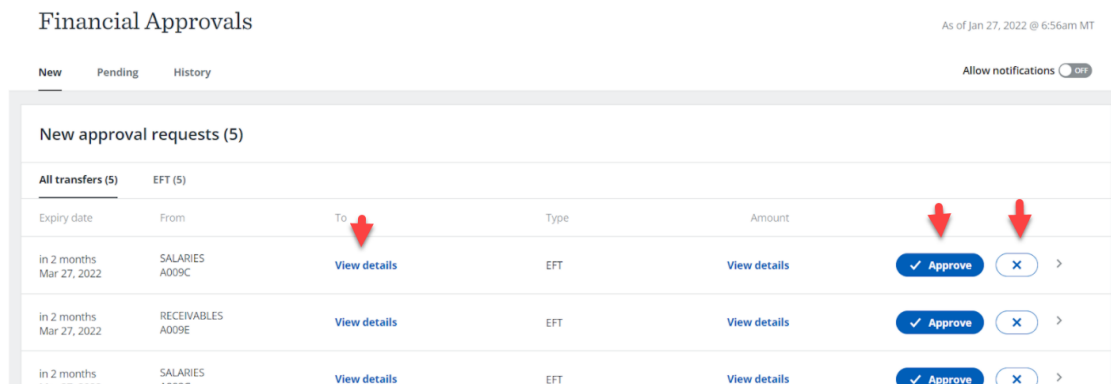 Financial Approvals
As of Jan 27, 2022 @ 6:56am MT
New Pending History
Allow notifications OFF
New approval requests (5)
All transfers (5) EFT (5)
Expiry date From To Type Amount
in 2 months SALARIES
Mar 27, 2022 A009C View details EFT View details Approve
in 2 months RECEIVABLES
Mar 27, 2022 A009E View details EFT View details Approve
in 2 months SALARIES
View details EFT View details Approve